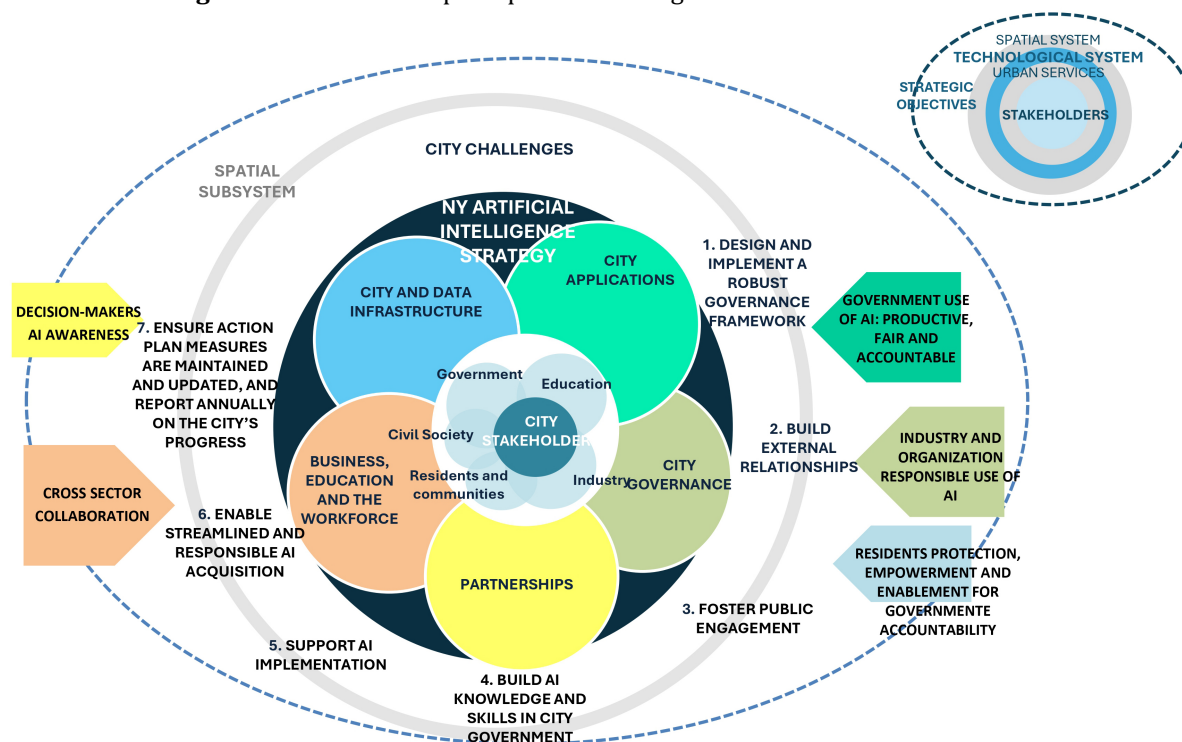 SPATIAL SYSTEM
TECHNOLOGICAL SYSTEM
URBAN SERVICES
STRATEGIC
OBJECTIVES
STAKEHOLDERS
CITY CHALLENGES
SPATIAL
SUBSYSTEM
NY ARTIFICIAL
INTELLIGENCE
STRATEGY
CITY
APPLICATIONS
CITY AND DATA
INFRASTRUCTURE
1. DESIGN AND
IMPLEMENT A
ROBUST
GOVERNANCE
FRAMEWORK
GOVERNMENT USE
OF AI: PRODUCTIVE,
FAIR AND
ACCOUNTABLE
DECISION-MAKERS
AI AWARENESS
7. ENSURE ACTION
PLAN MEASURES
ARE MAINTAINED
AND UPDATED, AND
REPORT ANNUALLY
ON THE CITY'S
PROGRESS
Government
Education
CITY
STAKEHOLDER
Civil Society
Residents and
communities
Industry
CITY
GOVERNANCE
BUSINESS,
EDUCATION
AND THE
WORKFORCE
2. BUILD
EXTERNAL
RELATIONSHIPS
INDUSTRY AND
ORGANIZATION
RESPONSIBLE USE OF
AI
CROSS SECTOR
COLLABORATION
6. ENABLE
STREAMLINED AND
RESPONSIBLE AI
ACQUISITION
PARTNERSHIPS
RESIDENTS PROTECTION,
EMPOWERMENT AND
ENABLEMENT FOR
GOVERNMENTE
ACCOUNTABILITY
3. FOSTER PUBLIC
ENGAGEMENT
5. SUPPORT AI
IMPLEMENTATION
4. BUILD AI
KNOWLEDGE AND
SKILLS IN CITY
GOVERNMENT